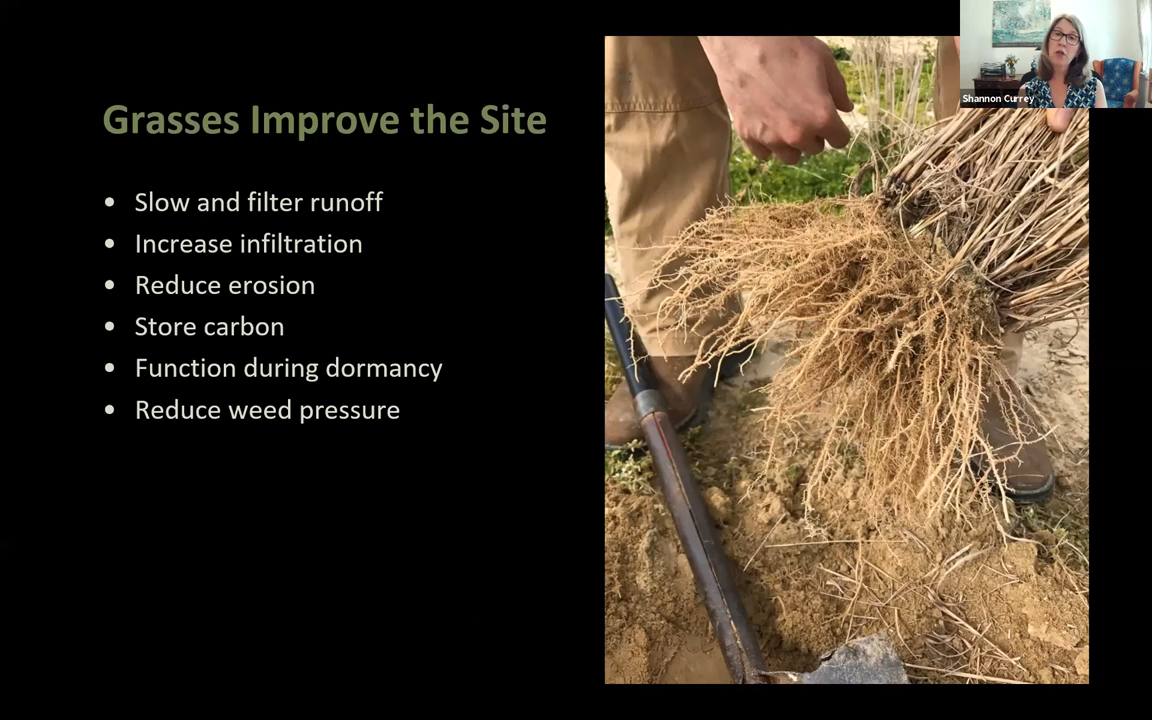 Grasses Improve the Site
• Slow and filter runoff
• Increase infiltration
• Reduce erosion
• Store carbon
• Function during dormancy
• Reduce weed pressure
Shannon Currey